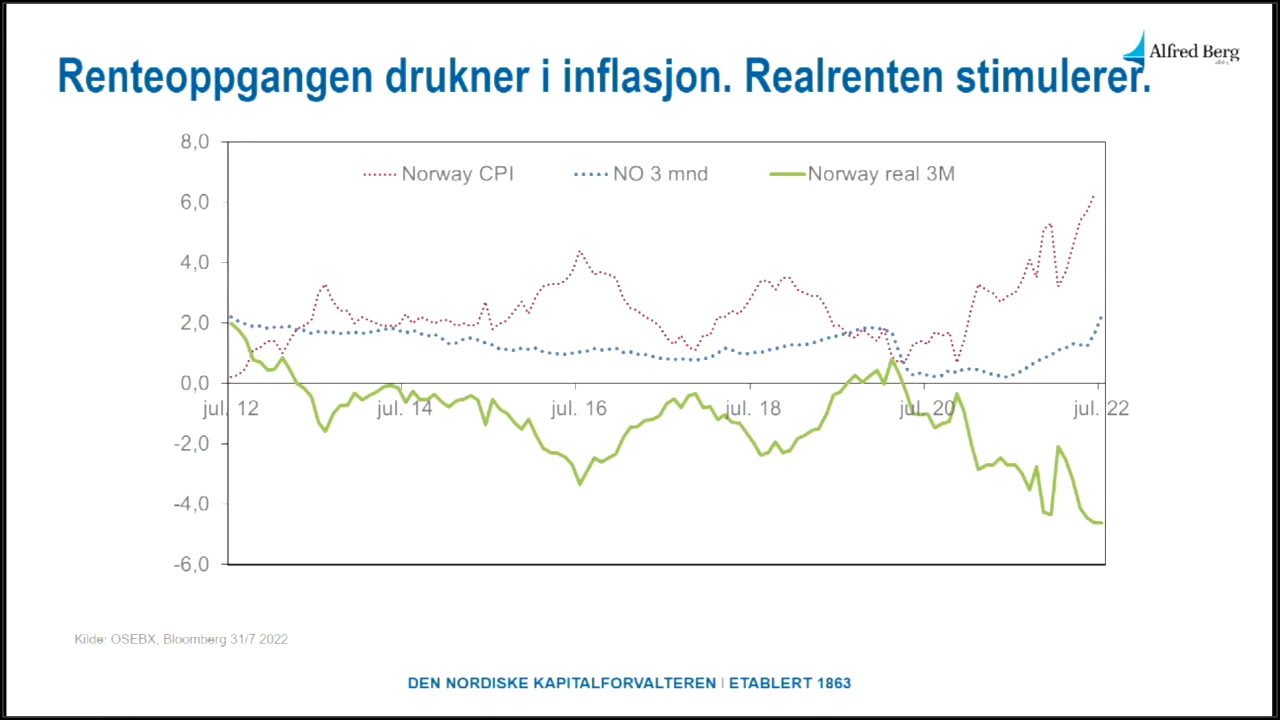 Alfred Berg
Renteoppgangen drukner i inflasjon. Realrenten stimulerer.
8,0
Norway CPI NO 3 mnd Norway real 3M
6,0
4,0
2,0
0,0
jul. 12 jul. 14 jul. 16 jul. 18 jul. 20 jul. 22
-2,0
-4,0
-6,0
Kilde: OSEBX, Bloomberg 31/7 2022
DEN NORDISKE KAPITALFORVALTEREN | ETABLERT 1863